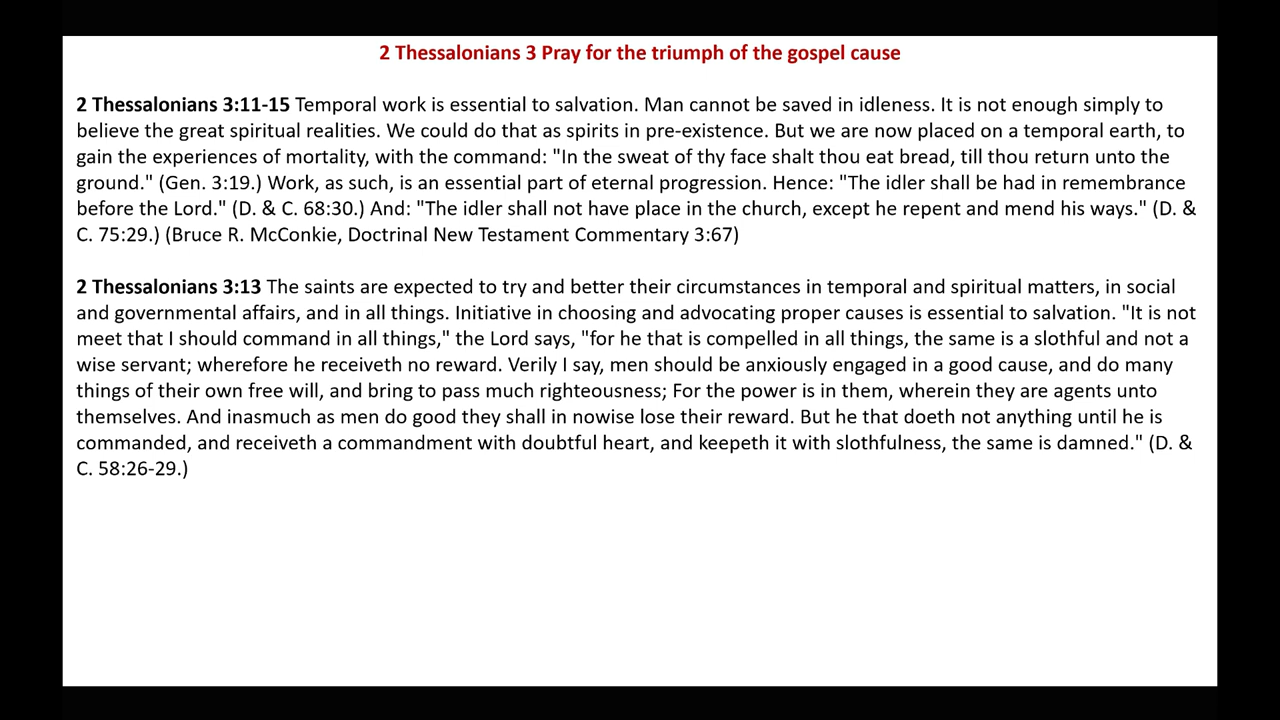 2 Thessalonians 3 Pray for the triumph of the gospel cause
2 Thessalonians 3:11-15 Temporal work is essential to salvation. Man cannot be saved in idleness. It is not enough simply to
believe the great spiritual realities. We could do that as spirits in pre-existence. But we are now placed on a temporal earth, to
gain the experiences of mortality, with the command: "In the sweat of thy face shalt thou eat bread, till thou return unto the
ground." (Gen. 3:19.) Work, as such, is an essential part of eternal progression. Hence: "The idler shall be had in remembrance
before the Lord." (D. & C. 68:30.) And: "The idler shall not have place in the church, except he repent and mend his ways." (D. &
C. 75:29.) (Bruce R. McConkie, Doctrinal New Testament Commentary 3:67)
2 Thessalonians 3:13 The saints are expected to try and better their circumstances in temporal and spiritual matters, in social
and governmental affairs, and in all things. Initiative in choosing and advocating proper causes is essential to salvation. "It is not
meet that I should command in all things," the Lord says, "for he that is compelled in all things, the same is a slothful and not a
wise servant; wherefore he receiveth no reward. Verily I say, men should be anxiously engaged in a good cause, and do many
things of their own free will, and bring to pass much righteousness; For the power is in them, wherein they are agents unto
themselves. And inasmuch as men do good they shall in nowise lose their reward. But he that doeth not anything until he is
commanded, and receiveth a commandment with doubtful heart, and keepeth it with slothfulness, the same is damned." (D. &
C. 58:26-29.)